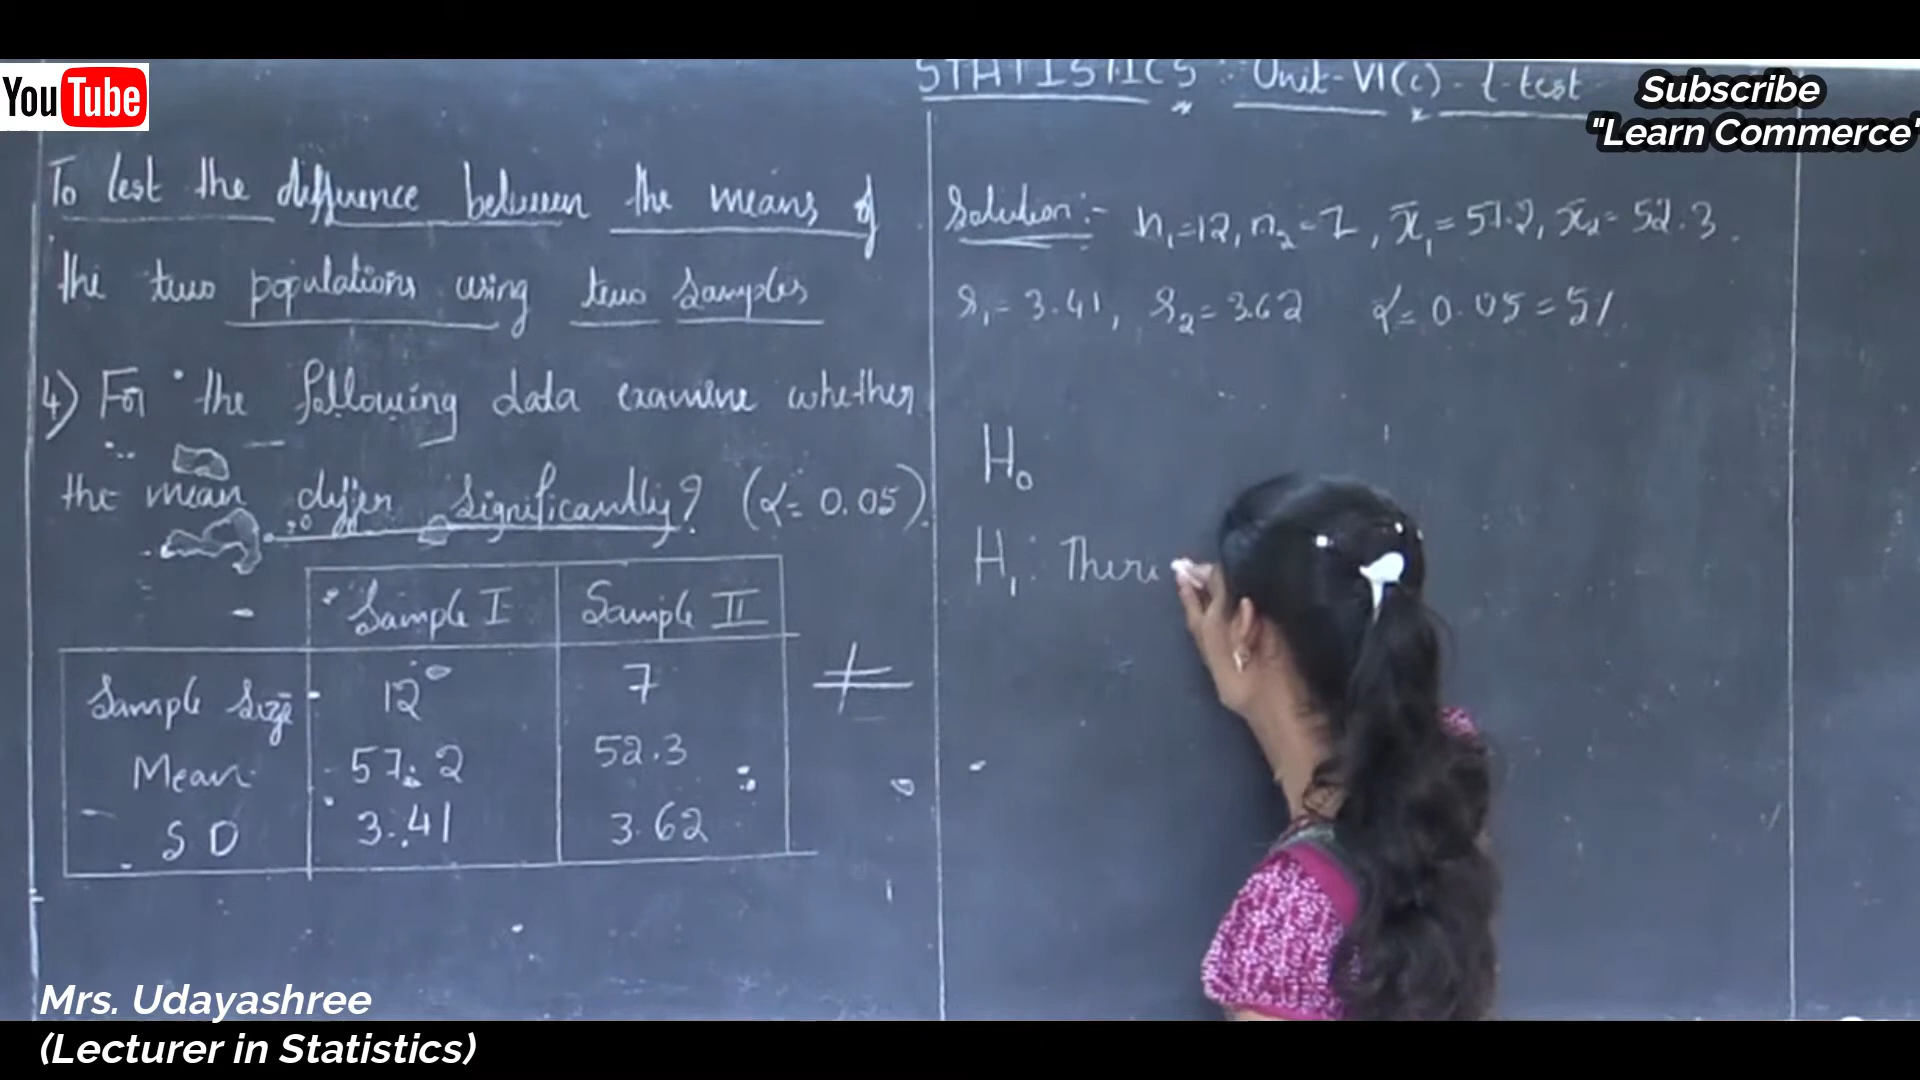 YouTube
Subscribe
"Learn Commerce"
STATISTICS : Unit-VI(c) - t-test
To test the difference between the means of
the two populations using two samples
4) For the following data examine whether
the mean differ significantly? (α= 0.05).
Sample I Sample II
Sample Size 12 7
Mean 57.2 52.3
S D 3.41 3.62
≠
Solution:- n₁=12, n₂=7, x̄₁=57.2, x̄₂=52.3.
s₁=3.41, s₂=3.62 α=0.05=5%
H₀
H₁: There
Mrs. Udayashree
(Lecturer in Statistics)